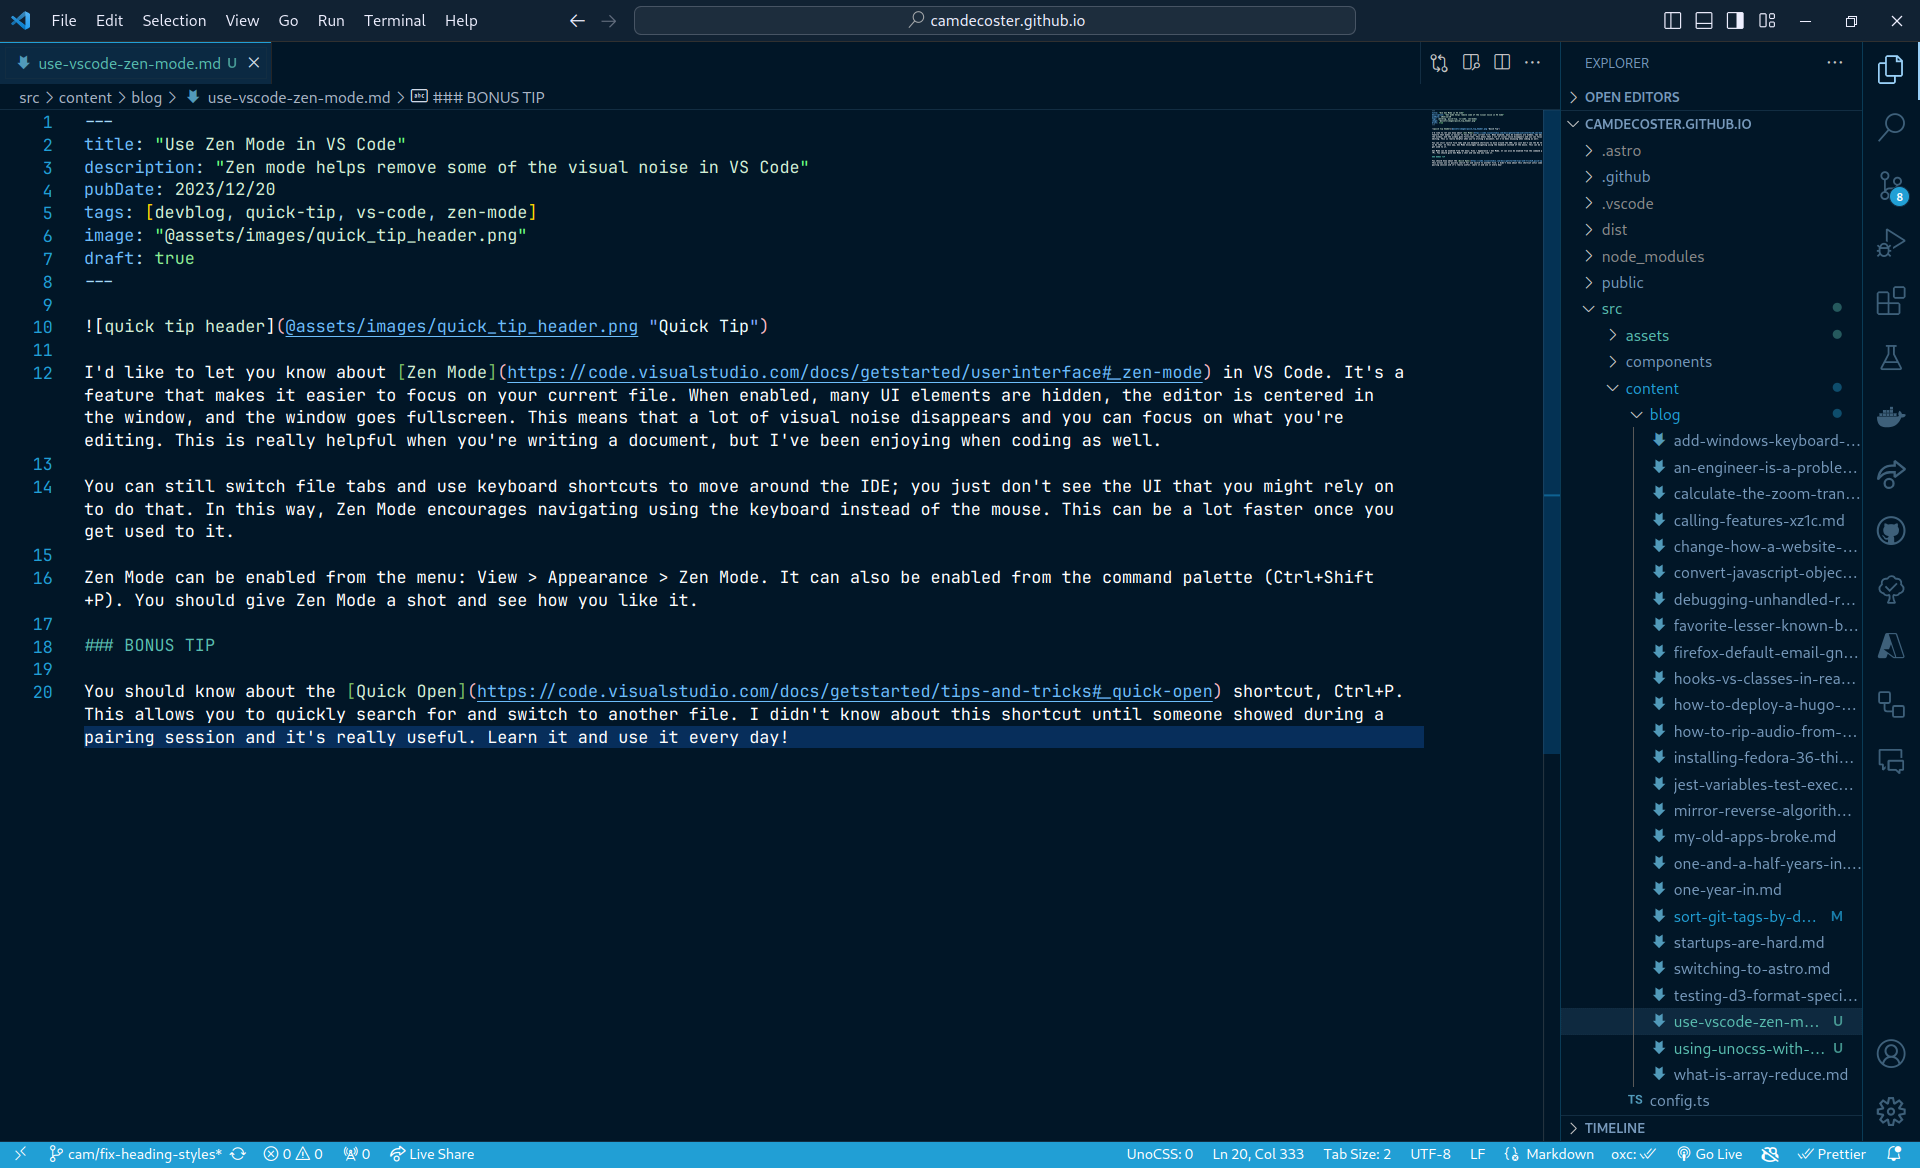 File Edit Selection View Go Run Terminal Help
camdecoster.github.io
use-vscode-zen-mode.md U
src > content > blog > use-vscode-zen-mode.md > ### BONUS TIP
1 ---
2 title: "Use Zen Mode in VS Code"
3 description: "Zen mode helps remove some of the visual noise in VS Code"
4 pubDate: 2023/12/20
5 tags: [devblog, quick-tip, vs-code, zen-mode]
6 image: "@assets/images/quick_tip_header.png"
7 draft: true
8 ---
9
10 ![quick tip header](@assets/images/quick_tip_header.png "Quick Tip")
11
12 I'd like to let you know about [Zen Mode](https://code.visualstudio.com/docs/getstarted/userinterface#_zen-mode) in VS Code. It's a
feature that makes it easier to focus on your current file. When enabled, many UI elements are hidden, the editor is centered in
the window, and the window goes fullscreen. This means that a lot of visual noise disappears and you can focus on what you're
editing. This is really helpful when you're writing a document, but I've been enjoying when coding as well.
13
14 You can still switch file tabs and use keyboard shortcuts to move around the IDE; you just don't see the UI that you might rely on
to do that. In this way, Zen Mode encourages navigating using the keyboard instead of the mouse. This can be a lot faster once you
get used to it.
15
16 Zen Mode can be enabled from the menu: View > Appearance > Zen Mode. It can also be enabled from the command palette (Ctrl+Shift
+P). You should give Zen Mode a shot and see how you like it.
17
18 ### BONUS TIP
19
20 You should know about the [Quick Open](https://code.visualstudio.com/docs/getstarted/tips-and-tricks#_quick-open) shortcut, Ctrl+P.
This allows you to quickly search for and switch to another file. I didn't know about this shortcut until someone showed during a
pairing session and it's really useful. Learn it and use it every day!
EXPLORER
OPEN EDITORS
CAMDECOSTER.GITHUB.IO
.astro
.github
.vscode
dist
node_modules
public
src
assets
components
content
blog
add-windows-keyboard-...
an-engineer-is-a-proble...
calculate-the-zoom-tran...
calling-features-xz1c.md
change-how-a-website-...
convert-javascript-objec...
debugging-unhandled-r...
favorite-lesser-known-b...
firefox-default-email-gn...
hooks-vs-classes-in-rea...
how-to-deploy-a-hugo-...
how-to-rip-audio-from-...
installing-fedora-36-thi...
jest-variables-test-exec...
mirror-reverse-algorith...
my-old-apps-broke.md
one-and-a-half-years-in....
one-year-in.md
sort-git-tags-by-d... M
startups-are-hard.md
switching-to-astro.md
testing-d3-format-speci...
use-vscode-zen-m... U
using-unocss-with-... U
what-is-array-reduce.md
TS config.ts
TIMELINE
8
cam/fix-heading-styles* 0 0 0 Live Share
UnoCSS: 0 Ln 20, Col 333 Tab Size: 2 UTF-8 LF {} Markdown oxc: Go Live Prettier